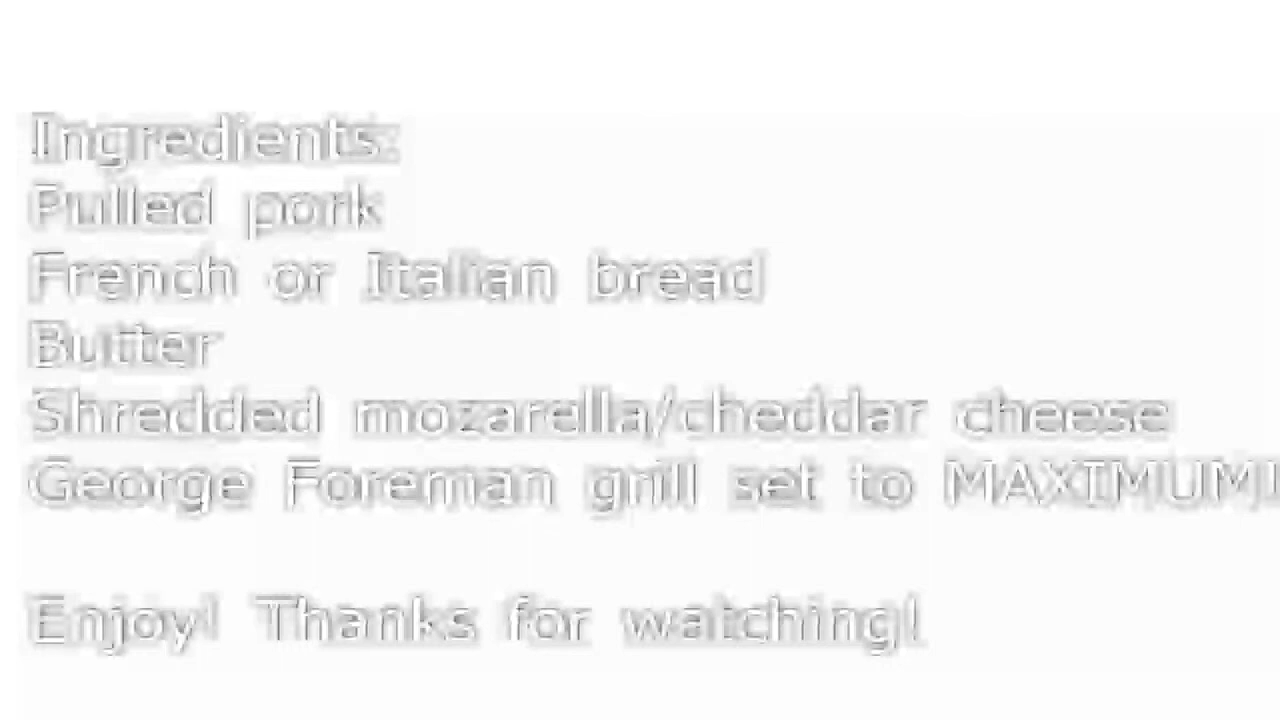 Ingredients:
Pulled pork
French or Italian bread
Butter
Shredded mozarella/cheddar cheese
George Foreman grill set to MAXIMUM!
Enjoy! Thanks for watching!